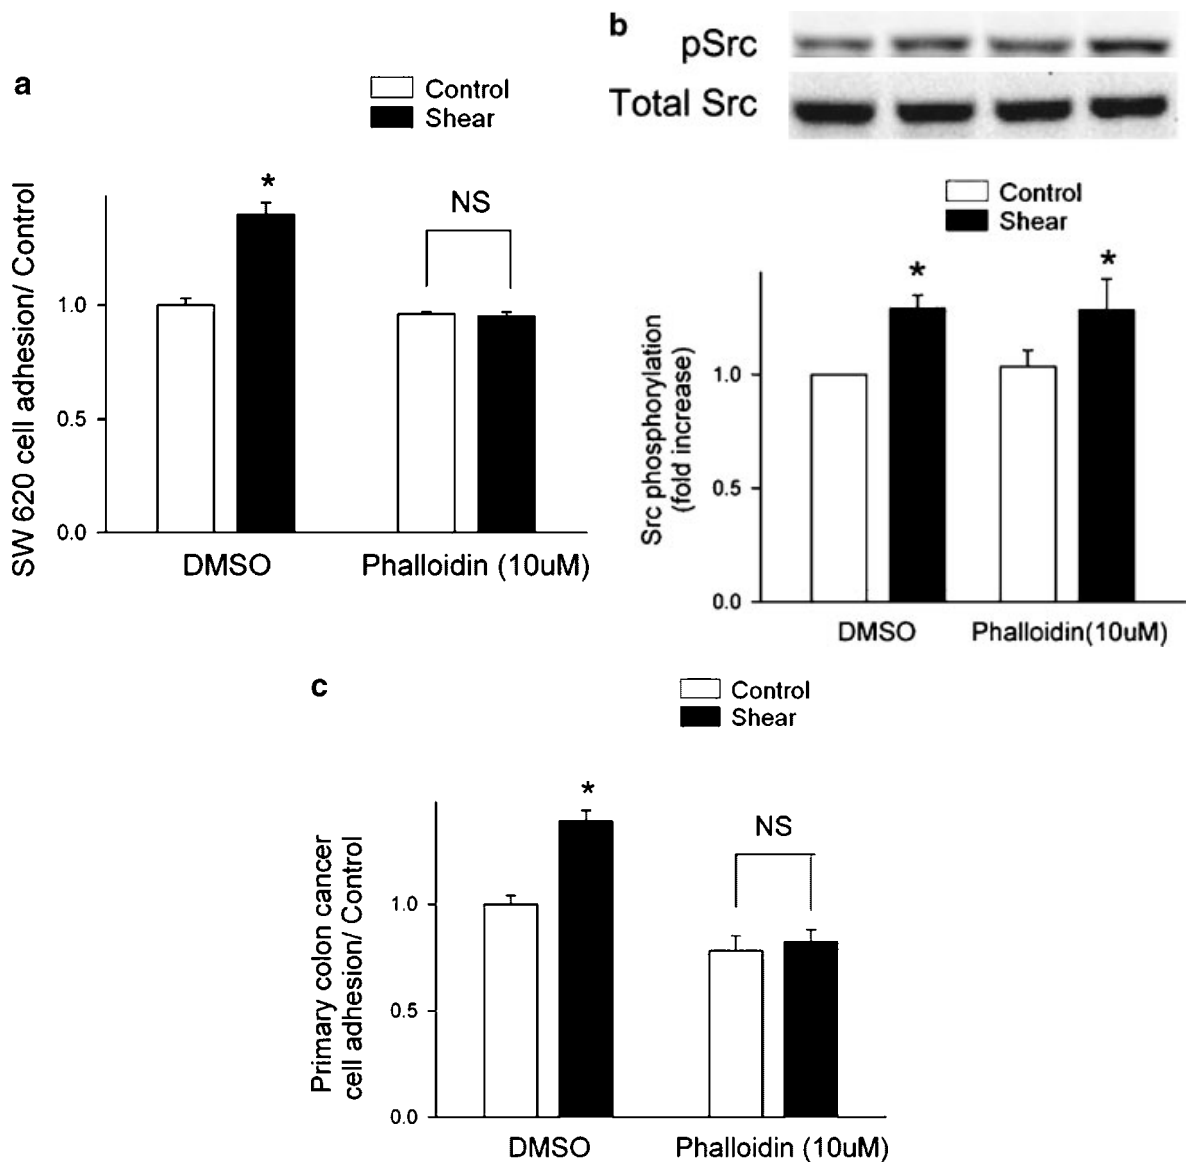 a
Control
Shear
SW 620 cell adhesion/ Control
*
NS
1.0
0.5
0.0
DMSO
Phalloidin (10uM)
b
pSrc
Total Src
Control
Shear
Src phosphorylation
(fold increase)
*
*
1.0
0.5
0.0
DMSO
Phalloidin(10uM)
c
Control
Shear
Primary colon cancer
cell adhesion/ Control
*
NS
1.0
0.5
0.0
DMSO
Phalloidin (10uM)